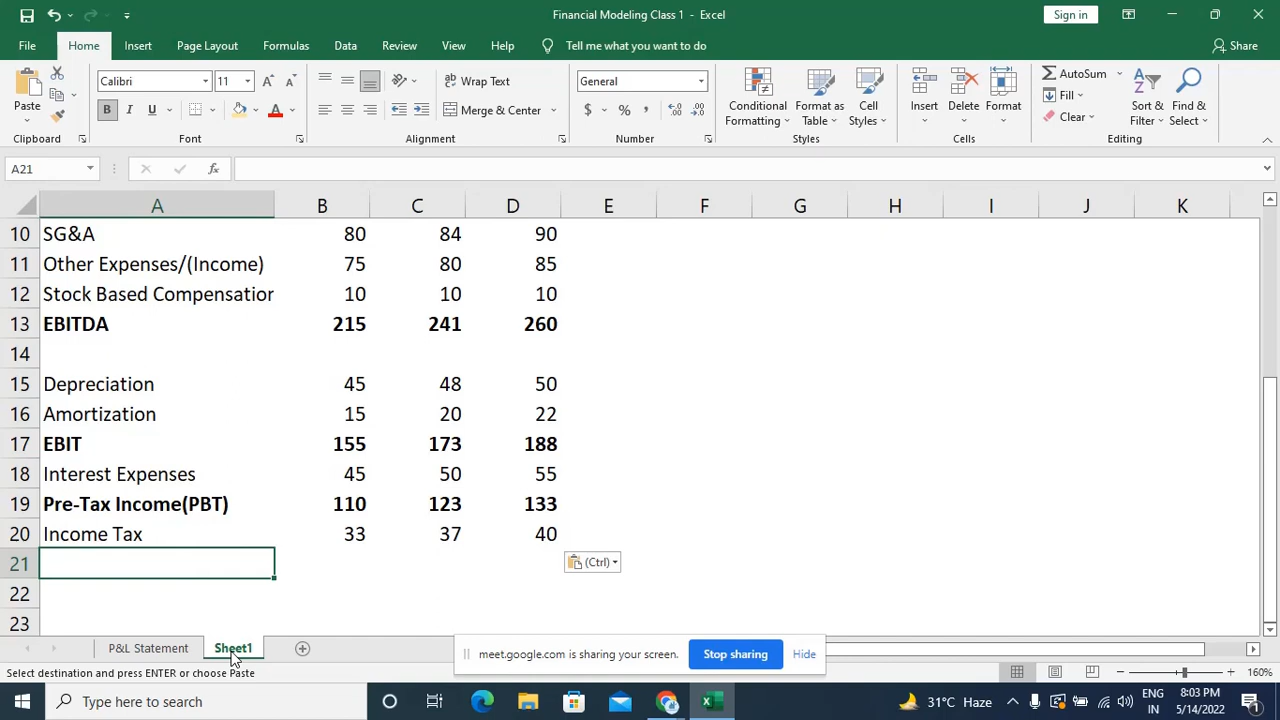 Financial Modeling Class 1 - Excel
Sign in
File Home Insert Page Layout Formulas Data Review View Help Tell me what you want to do Share
Paste Calibri 11 A A Wrap Text General AutoSum
B I U A Merge & Center $ % , Conditional Formatting Format as Table Cell Styles Insert Delete Format Fill Clear Sort & Filter Find & Select
Clipboard Font Alignment Number Styles Cells Editing
A21 fx
A B C D E F G H I J K
10 SG&A 80 84 90
11 Other Expenses/(Income) 75 80 85
12 Stock Based Compensation 10 10 10
13 EBITDA 215 241 260
14
15 Depreciation 45 48 50
16 Amortization 15 20 22
17 EBIT 155 173 188
18 Interest Expenses 45 50 55
19 Pre-Tax Income(PBT) 110 123 133
20 Income Tax 33 37 40
21 (Ctrl)
22
23
P&L Statement Sheet1 meet.google.com is sharing your screen. Stop sharing Hide
Select destination and press ENTER or choose Paste 160%
Type here to search 31°C Haze ENG IN 8:03 PM 5/14/2022 1